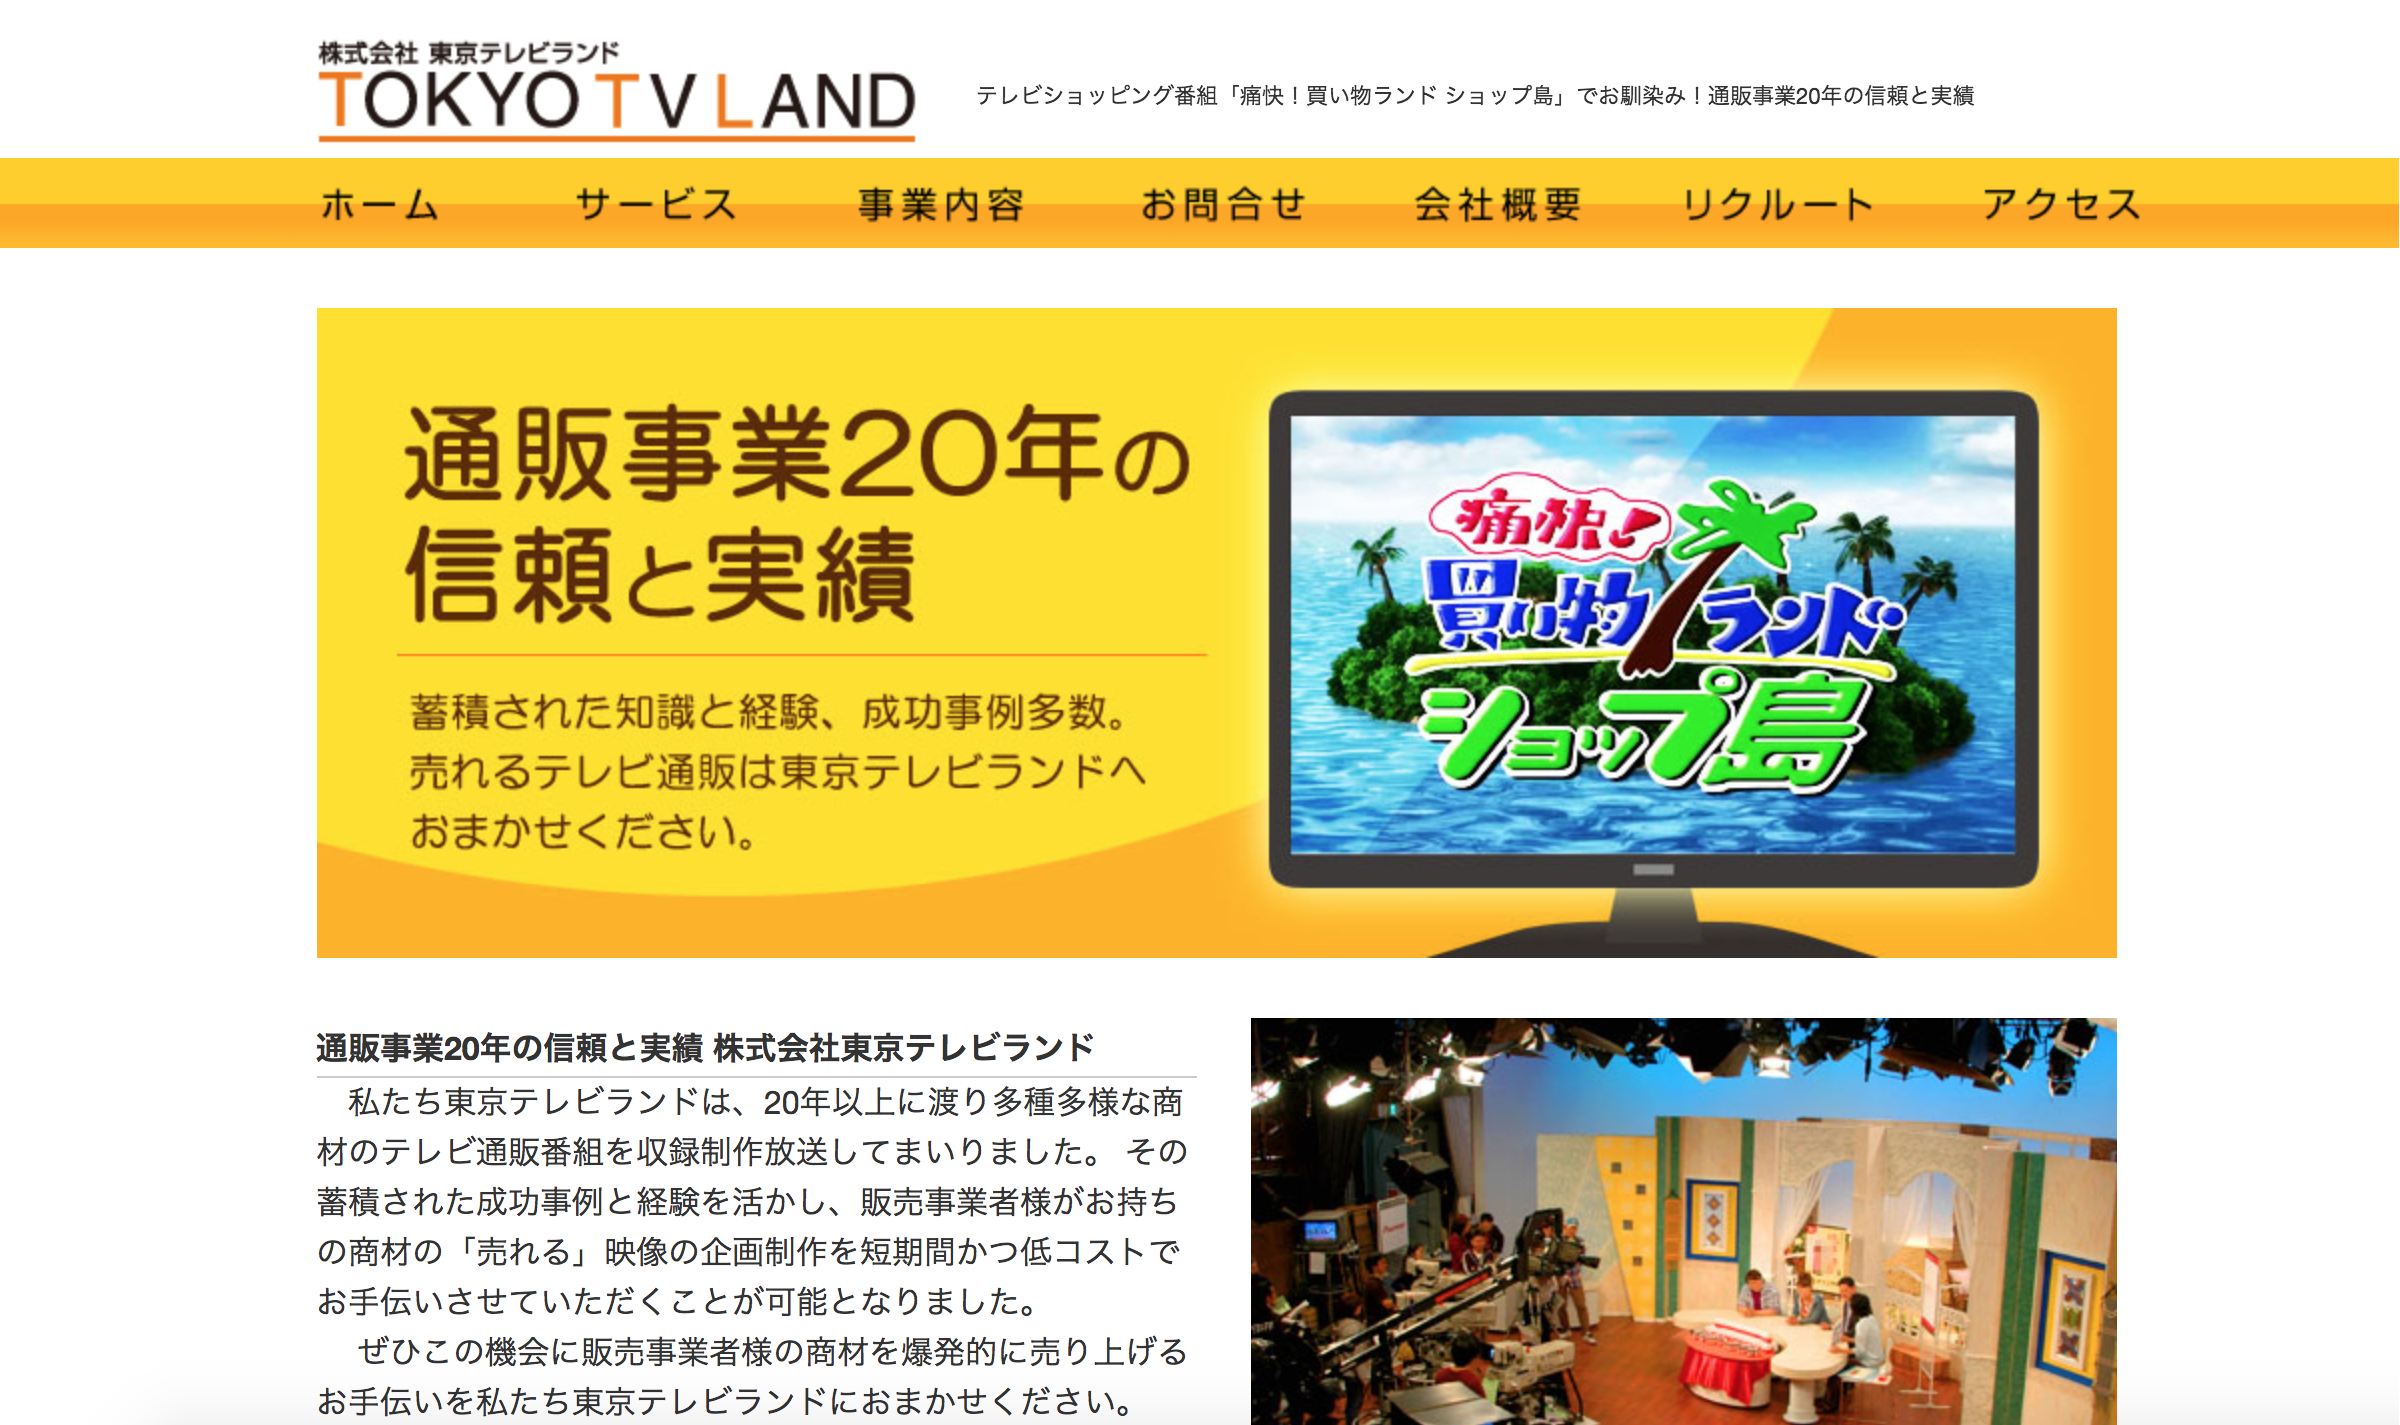 株式会社 東京テレビランド
TOKYO TV LAND
テレビショッピング番組「痛快！買い物ランド ショップ島」でお馴染み！通販事業20年の信頼と実績
ホーム サービス 事業内容 お問合せ 会社概要 リクルート アクセス
通販事業20年の
信頼と実績
蓄積された知識と経験、成功事例多数。
売れるテレビ通販は東京テレビランドへ
おまかせください。
痛快！
買い物ランド
ショップ島
通販事業20年の信頼と実績 株式会社東京テレビランド
私たち東京テレビランドは、20年以上に渡り多種多様な商
材のテレビ通販番組を収録制作放送してまいりました。 その
蓄積された成功事例と経験を活かし、販売事業者様がお持ち
の商材の「売れる」映像の企画制作を短期間かつ低コストで
お手伝いさせていただくことが可能となりました。
ぜひこの機会に販売事業者様の商材を爆発的に売り上げる
お手伝いを私たち東京テレビランドにおまかせください。